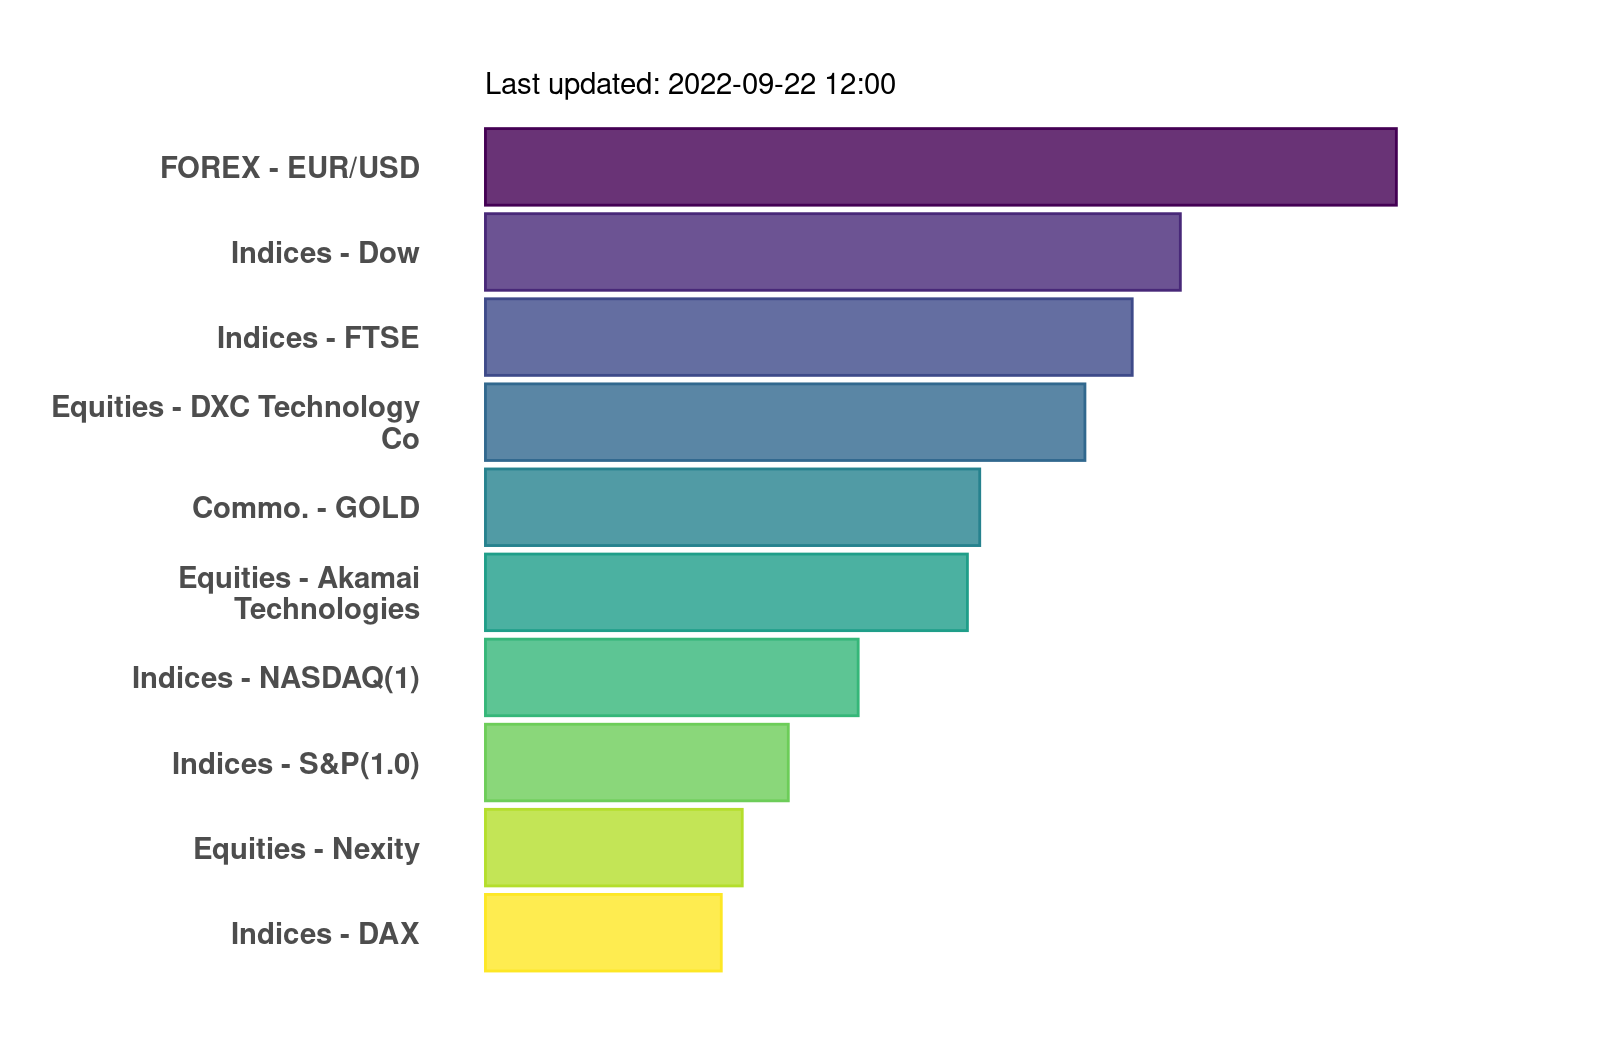 Last updated: 2022-09-22 12:00
FOREX - EUR/USD
Indices - Dow
Indices - FTSE
Equities - DXC Technology
Co
Commo. - GOLD
Equities - Akamai
Technologies
Indices - NASDAQ(1)
Indices - S&P(1.0)
Equities - Nexity
Indices - DAX